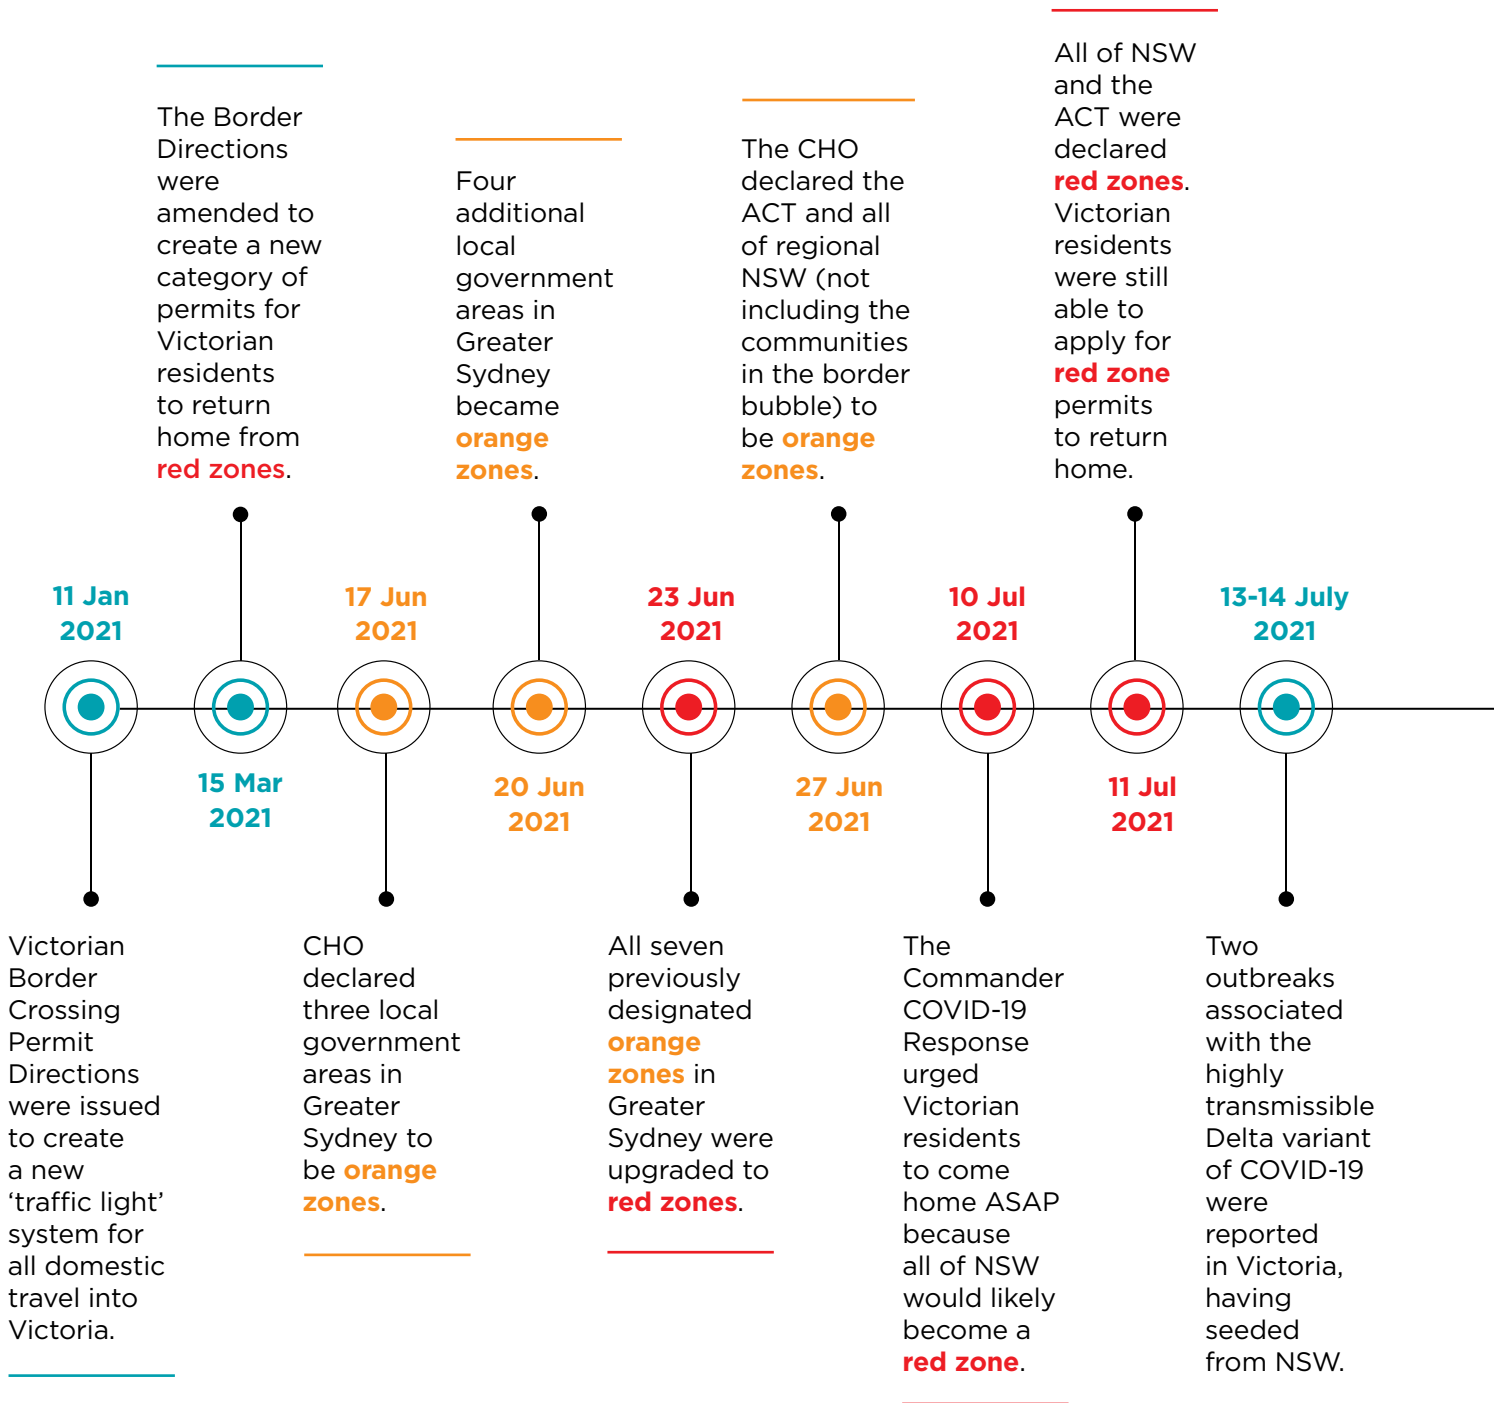 The Border
Directions
were
amended to
create a new
category of
permits for
Victorian
residents
to return
home from
red zones.
Four
additional
local
government
areas in
Greater
Sydney
became
orange
zones.
The CHO
declared the
ACT and all
of regional
NSW (not
including the
communities
in the border
bubble) to
be orange
zones.
All of NSW
and the
ACT were
declared
red zones.
Victorian
residents
were still
able to
apply for
red zone
permits
to return
home.
11 Jan
2021
17 Jun
2021
23 Jun
2021
10 Jul
2021
13-14 July
2021
15 Mar
2021
20 Jun
2021
27 Jun
2021
11 Jul
2021
Victorian
Border
Crossing
Permit
Directions
were issued
to create
a new
‘traffic light’
system for
all domestic
travel into
Victoria.
CHO
declared
three local
government
areas in
Greater
Sydney to
be orange
zones.
All seven
previously
designated
orange
zones in
Greater
Sydney were
upgraded to
red zones.
The
Commander
COVID-19
Response
urged
Victorian
residents
to come
home ASAP
because
all of NSW
would likely
become a
red zone.
Two
outbreaks
associated
with the
highly
transmissible
Delta variant
of COVID-19
were
reported
in Victoria,
having
seeded
from NSW.